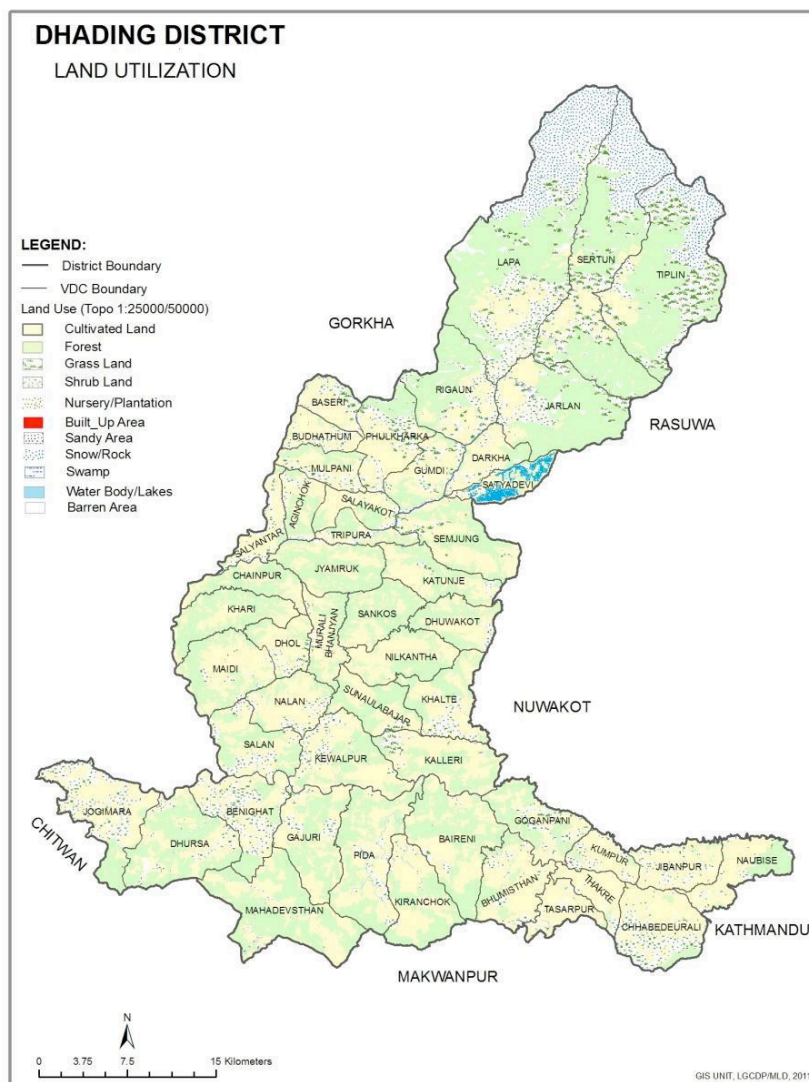 DHADING DISTRICT
LAND UTILIZATION
LEGEND:
District Boundary
VDC Boundary
Land Use (Topo 1:25000/50000)
Cultivated Land
Forest
Grass Land
Shrub Land
Nursery/Plantation
Built_Up Area
Sandy Area
Snow/Rock
Swamp
Water Body/Lakes
Barren Area
LAPA
SERTUN
TIPLIN
GORKHA
RIGAUN
JARLAN
RASUWA
BASERI
BUDHATHUM
PHULKHARKA
DARKHA
MULPANI
GUMDI
SATYADEVI
AGINCHOK
SALAYAKOT
SALYANTAR
TRIPURA
SEMJUNG
CHAINPUR
JYAMRUK
KATUNJE
KHARI
MURALI
BHANJYAN
SANKOS
DHUWAKOT
DHOL
MAIDI
NILKANTHA
NALAN
SUNAULABAJAR
KHALTE
NUWAKOT
SALAN
KEWALPUR
KALLERI
JOGIMARA
BENIGHAT
CHITWAN
DHURSA
GAJURI
PIDA
BAIRENI
GOGANPANI
KUMPUR
JIBANPUR
NAUBISE
MAHADEVSTHAN
KIRANCHOK
BHUMISTHAN
TASARPUR
THAKRE
CHHABEDEURALI
KATHMANDU
MAKWANPUR
N
0 3.75 7.5 15 Kilometers
GIS UNIT, LGCDP/MLD, 2011